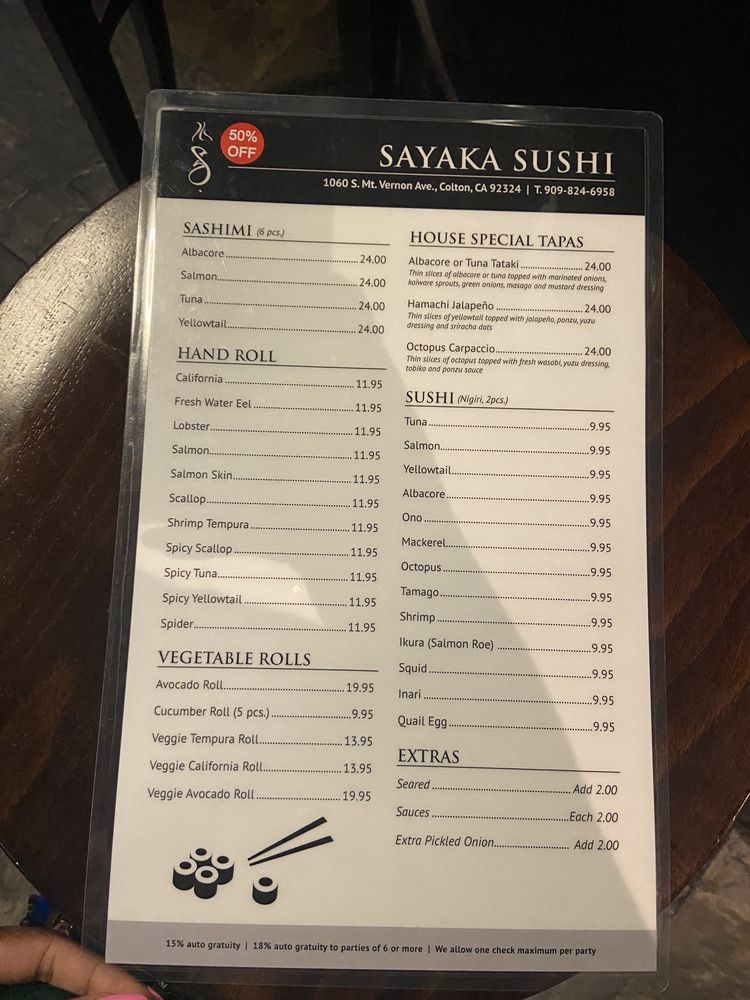 50%
OFF
SAYAKA SUSHI
1060 S. Mt. Vernon Ave., Colton, CA 92324 | T. 909-824-6958
SASHIMI (6 pcs.)
Albacore 24.00
Salmon 24.00
Tuna 24.00
Yellowtail 24.00
HAND ROLL
California 11.95
Fresh Water Eel 11.95
Lobster 11.95
Salmon 11.95
Salmon Skin 11.95
Scallop 11.95
Shrimp Tempura 11.95
Spicy Scallop 11.95
Spicy Tuna 11.95
Spicy Yellowtail 11.95
Spider 11.95
VEGETABLE ROLLS
Avocado Roll 19.95
Cucumber Roll (5 pcs.) 9.95
Veggie Tempura Roll 13.95
Veggie California Roll 13.95
Veggie Avocado Roll 19.95
HOUSE SPECIAL TAPAS
Albacore or Tuna Tataki 24.00
Thin slices of albacore or tuna topped with marinated onions,
kaiware sprouts, green onions, masago and mustard dressing
Hamachi Jalapeño 24.00
Thin slices of yellowtail topped with jalapeño, ponzu, yuzu
dressing and sriracha dots
Octopus Carpaccio 24.00
Thin slices of octopus topped with fresh wasabi, yuzu dressing,
tobiko and ponzu sauce
SUSHI (Nigiri, 2pcs.)
Tuna 9.95
Salmon 9.95
Yellowtail 9.95
Albacore 9.95
Ono 9.95
Mackerel 9.95
Octopus 9.95
Tamago 9.95
Shrimp 9.95
Ikura (Salmon Roe) 9.95
Squid 9.95
Inari 9.95
Quail Egg 9.95
EXTRAS
Seared Add 2.00
Sauces Each 2.00
Extra Pickled Onion Add 2.00
15% auto gratuity | 18% auto gratuity to parties of 6 or more | We allow one check maximum per party